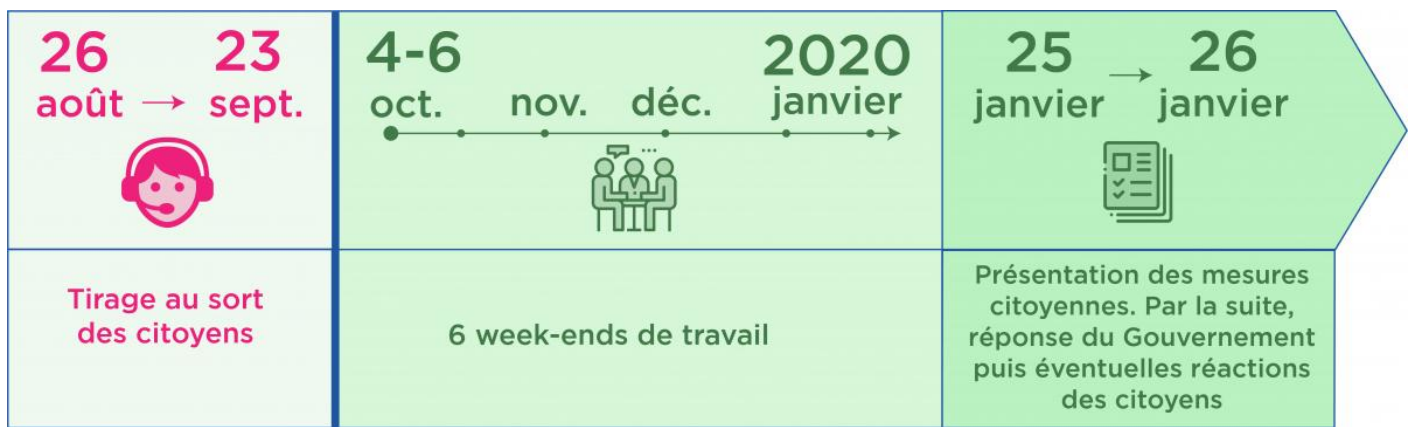 26 août → 23 sept.
4-6 oct. nov. déc. 2020 janvier
25 janvier → 26 janvier
Tirage au sort
des citoyens
6 week-ends de travail
Présentation des mesures
citoyennes. Par la suite,
réponse du Gouvernement
puis éventuelles réactions
des citoyens